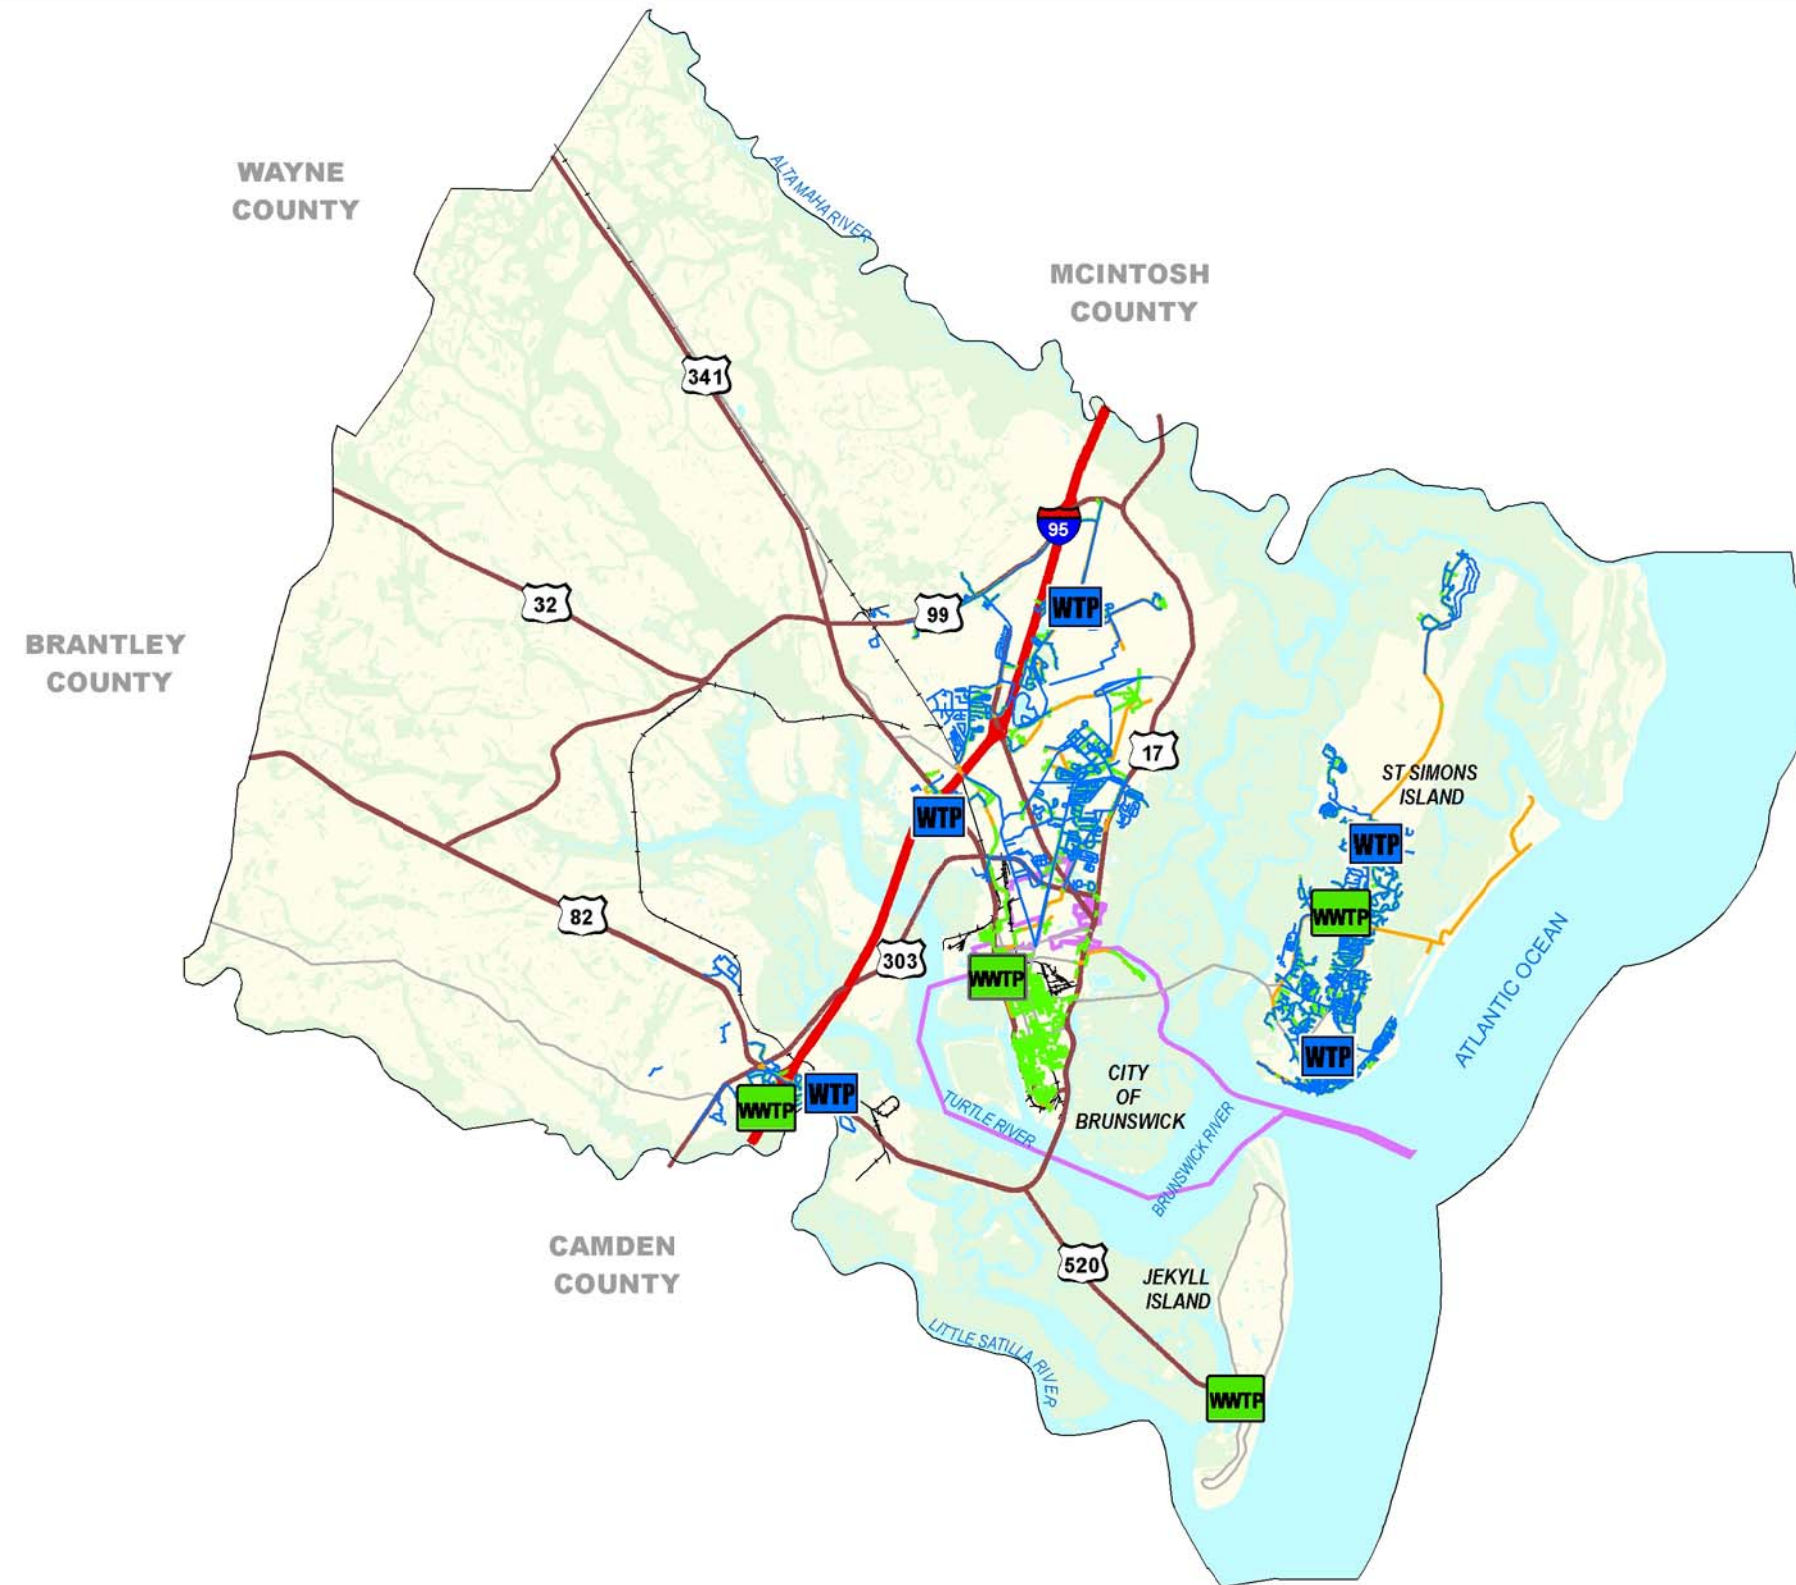 WAYNE
COUNTY
ALTAMAHA RIVER
MCINTOSH
COUNTY
341
95
32
99
WTP
BRANTLEY
COUNTY
17
ST SIMONS
ISLAND
WTP
WTP
82
WWTP
303
WWTP
ATLANTIC OCEAN
WTP
CITY
OF
BRUNSWICK
WWTP
WTP
TURTLE RIVER
BRUNSWICK RIVER
CAMDEN
COUNTY
520
JEKYLL
ISLAND
LITTLE SATILLA RIVER
WWTP